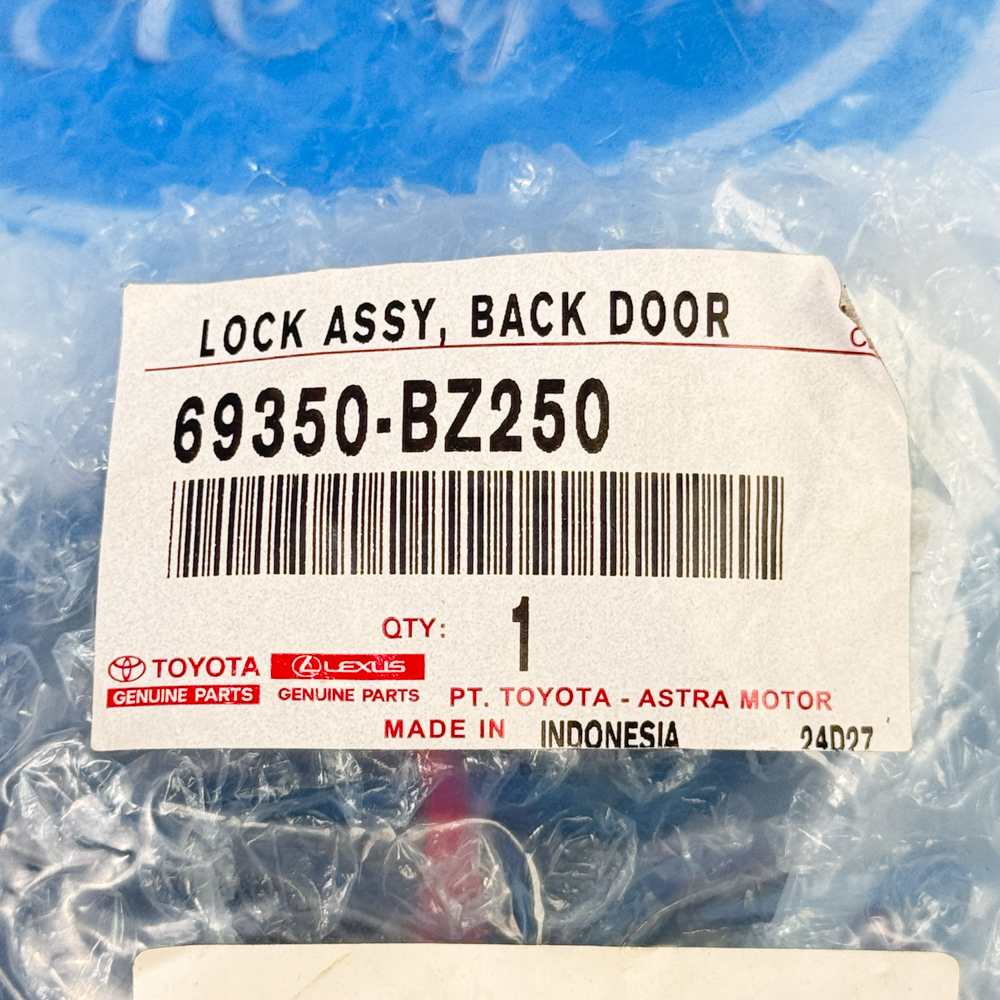 LOCK ASSY, BACK DOOR
69350-BZ250
QTY: 1
TOYOTA LEXUS
GENUINE PARTS GENUINE PARTS PT. TOYOTA - ASTRA MOTOR
MADE IN INDONESIA 24D27